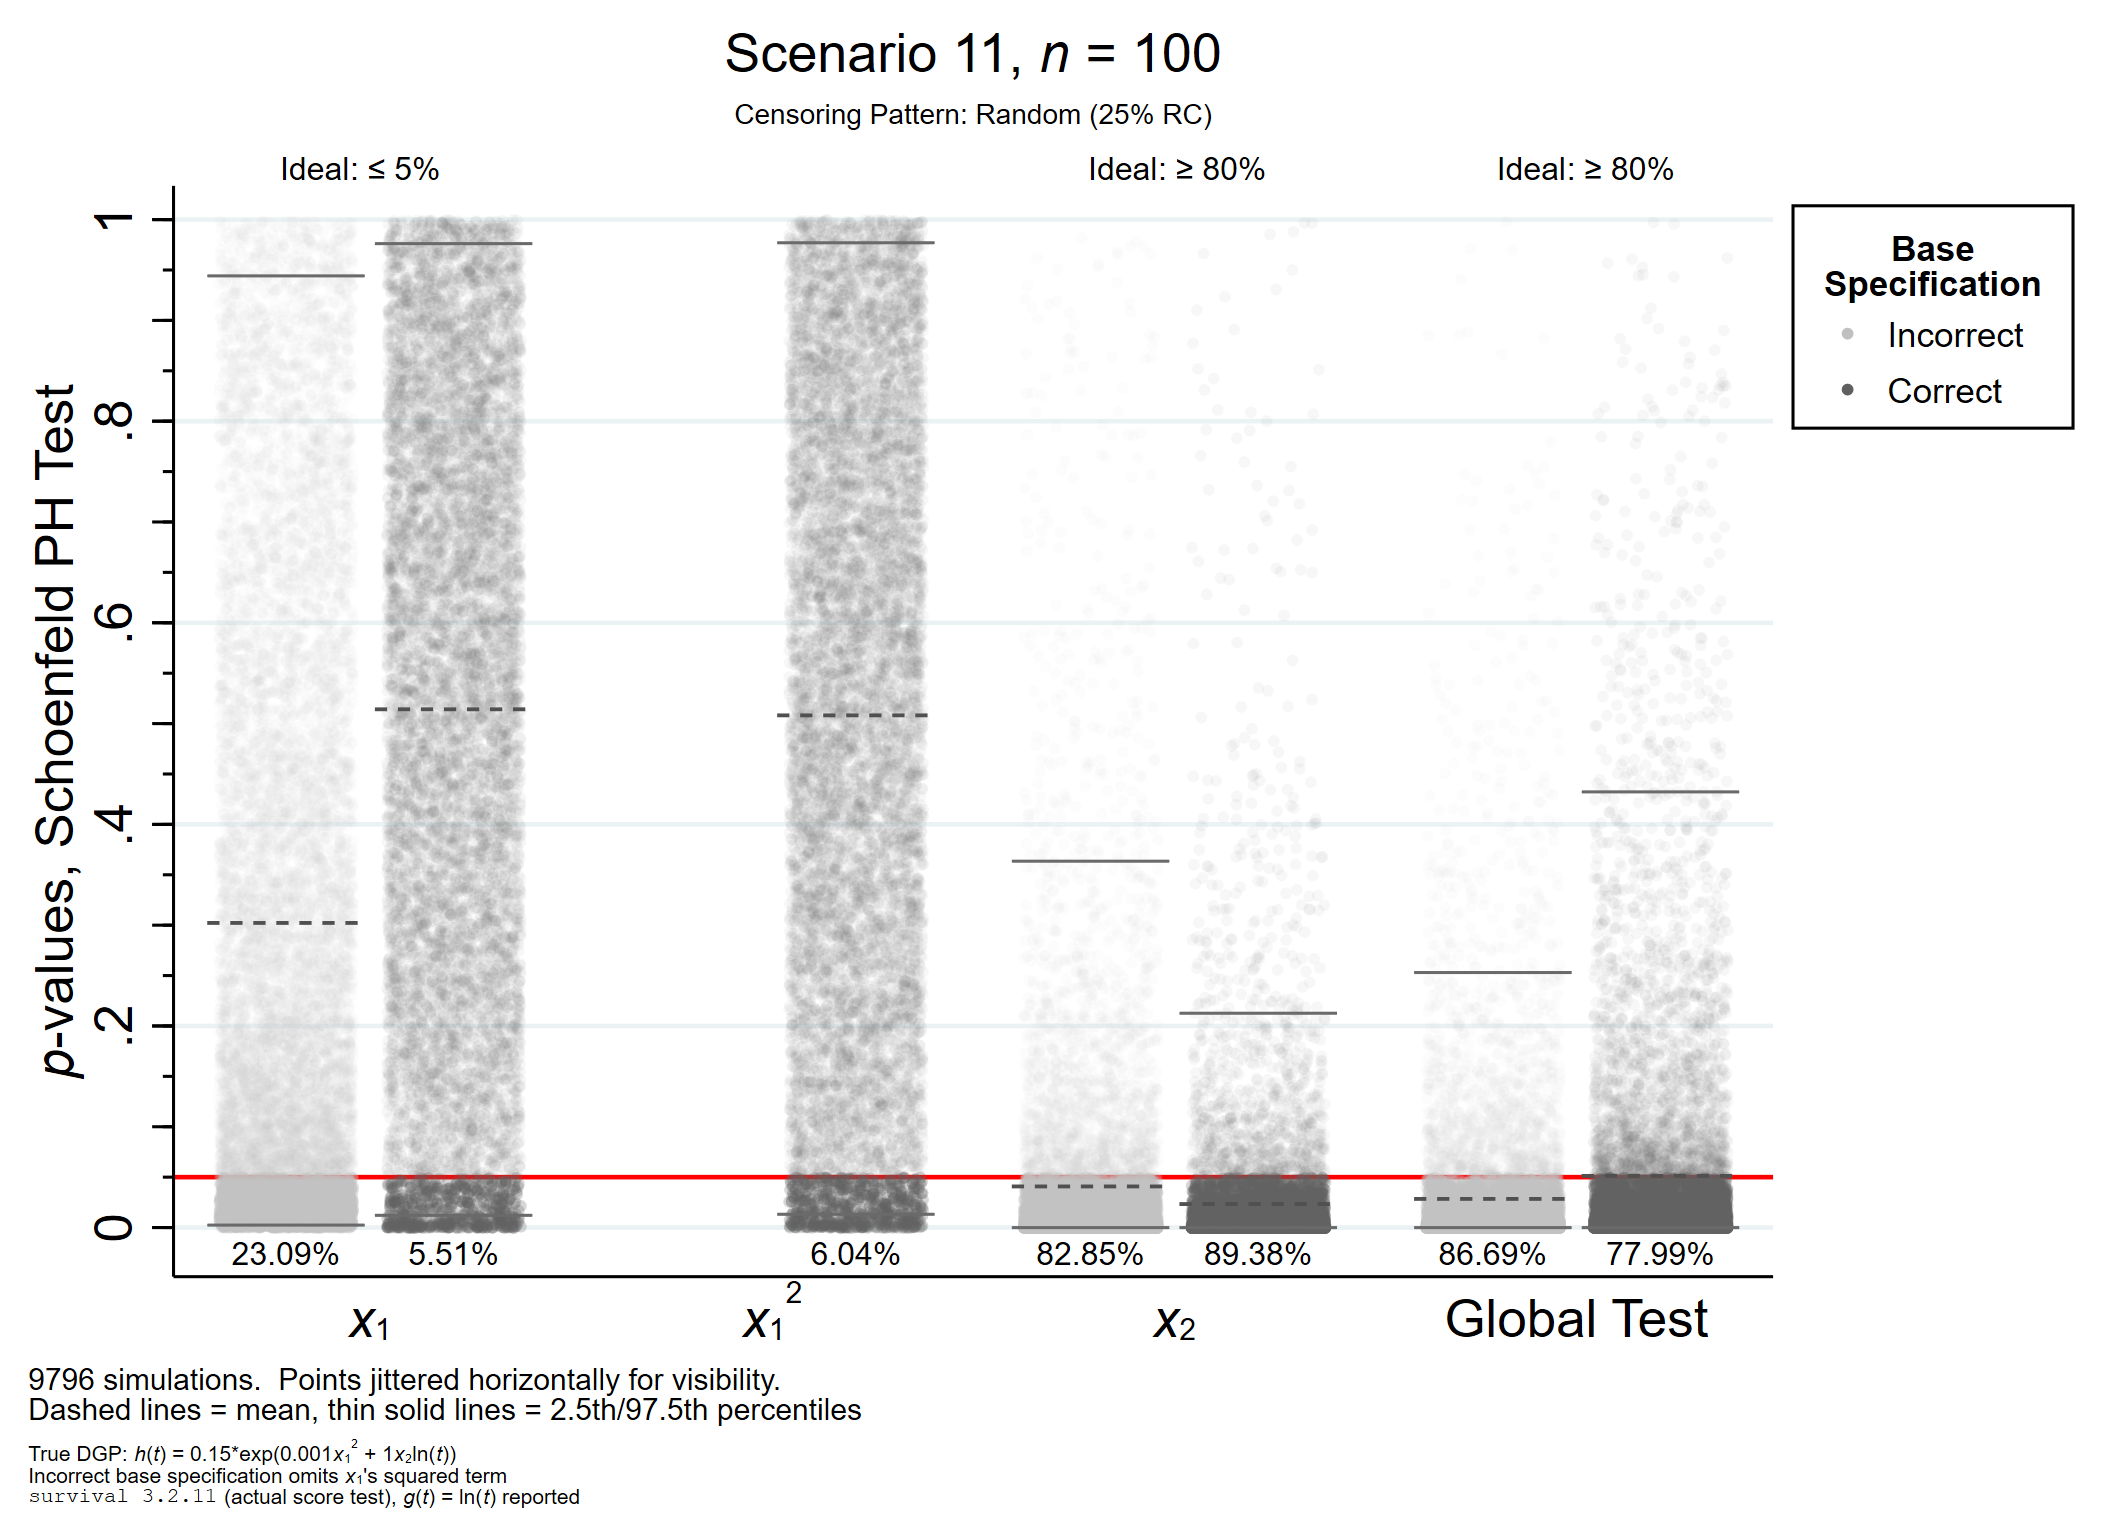 Scenario 11, n = 100
Censoring Pattern: Random (25% RC)
Ideal: ≤ 5%
Ideal: ≥ 80%
Ideal: ≥ 80%
p-values, Schoenfeld PH Test
1
.8
.6
.4
.2
0
Base
Specification
Incorrect
Correct
23.09%
5.51%
6.04%
82.85%
89.38%
86.69%
77.99%
x₁
x₁²
x₂
Global Test
9796 simulations.  Points jittered horizontally for visibility.
Dashed lines = mean, thin solid lines = 2.5th/97.5th percentiles
True DGP: h(t) = 0.15*exp(0.001x₁² + 1x₂ln(t))
Incorrect base specification omits x₁'s squared term
survival 3.2.11 (actual score test), g(t) = ln(t) reported